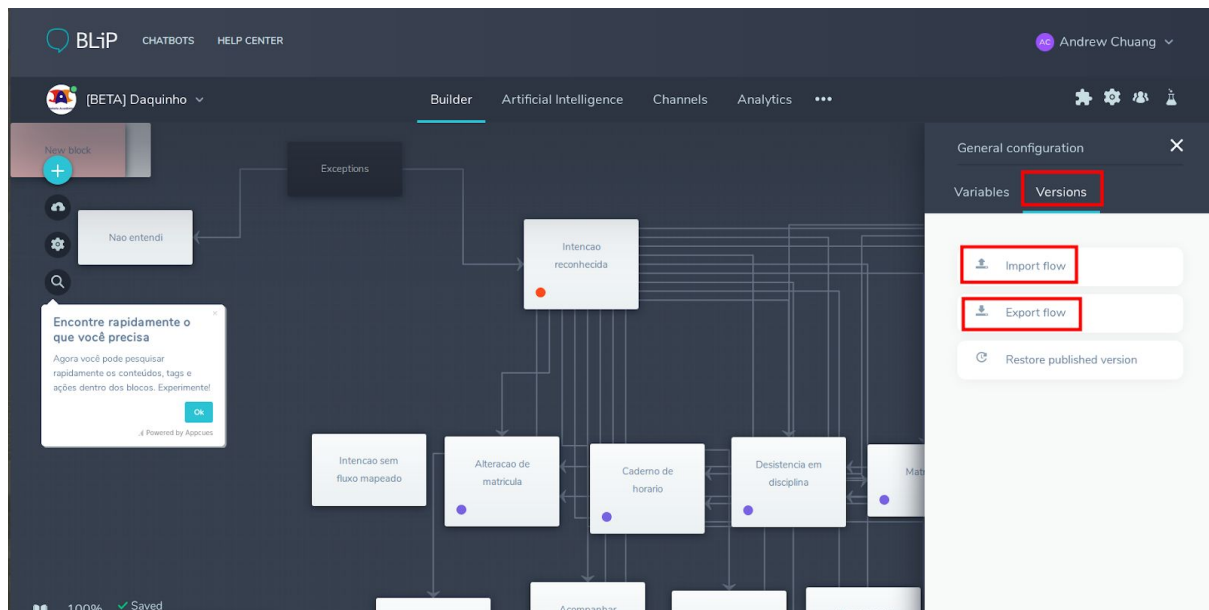 BLiP CHATBOTS HELP CENTER
AC Andrew Chuang
[BETA] Daquinho
Builder Artificial Intelligence Channels Analytics
New block
Exceptions
Nao entendi
Intencao
reconhecida
Encontre rapidamente o
que você precisa
Agora você pode pesquisar
rapidamente os conteúdos, tags e
ações dentro dos blocos. Experimente!
Ok
Powered by Appcues
Intencao sem
fluxo mapeado
Alteracao de
matricula
Caderno de
horario
Desistencia em
disciplina
Mat
Acompanhar
100% Saved
General configuration
Variables Versions
Import flow
Export flow
Restore published version